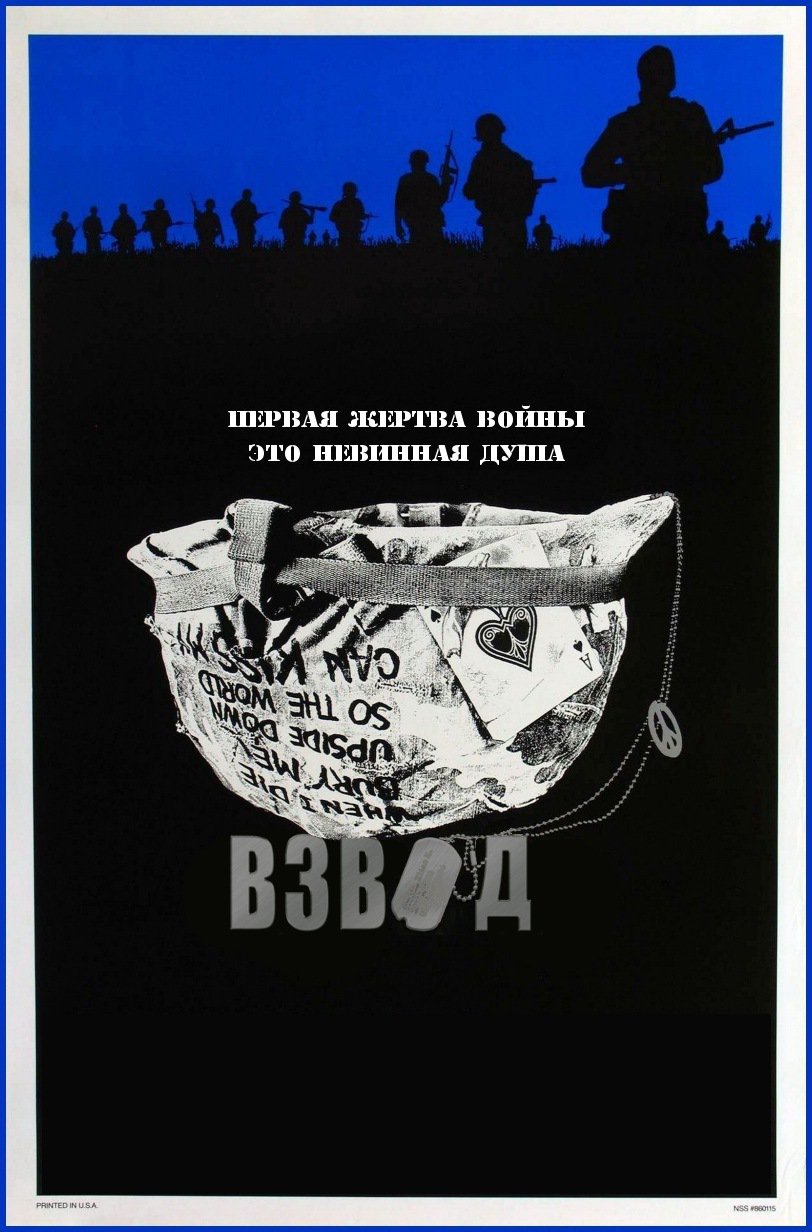 ПЕРВАЯ ЖЕРТВА ВОЙНЫ
ЭТО НЕВИННАЯ ДУША
A
WHEN I DIE
BURY ME
UPSIDE DOWN
SO THE WORLD
CAN KISS MY
ВЗВОД
PRINTED IN U.S.A.
NSS #860115